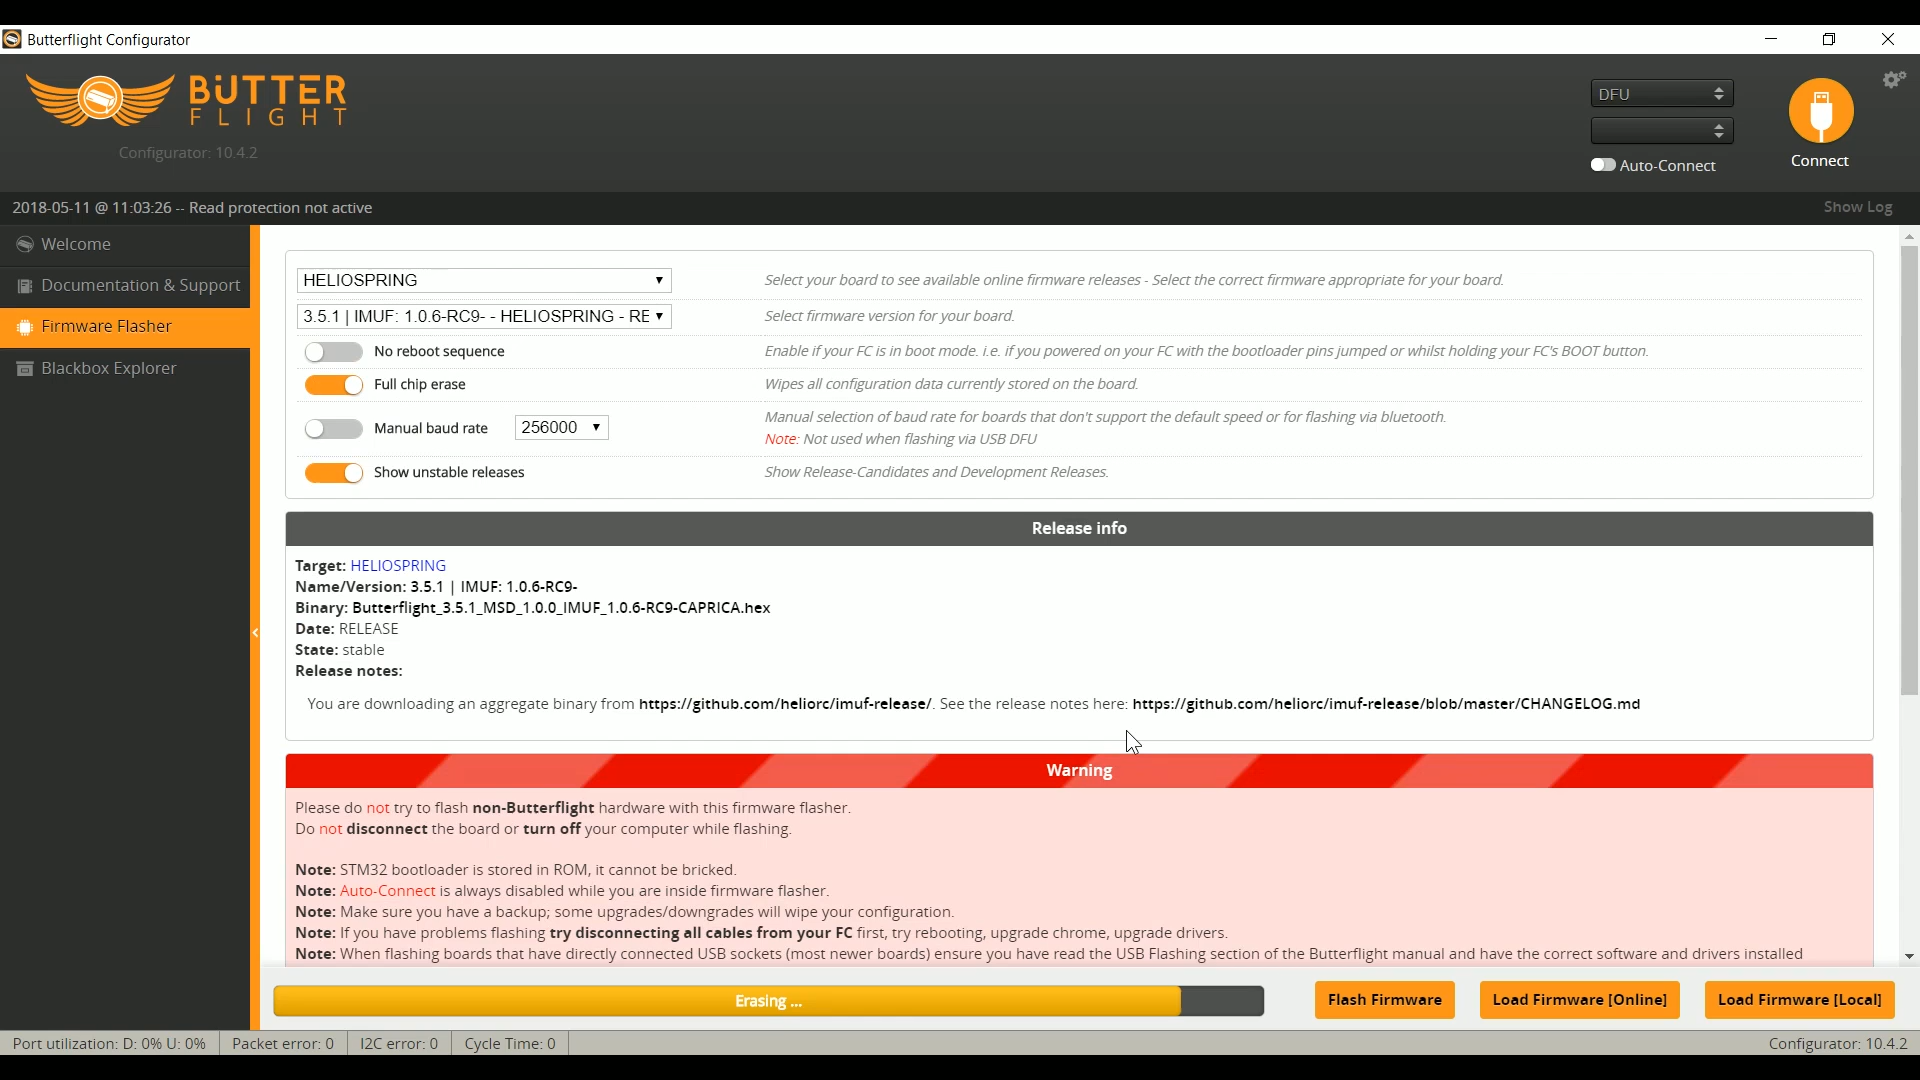 Butterflight Configurator
BUTTER
FLIGHT
Configurator: 10.4.2
DFU
Auto-Connect
Connect
2018-05-11 @ 11:03:26 -- Read protection not active
Show Log
Welcome
Documentation & Support
Firmware Flasher
Blackbox Explorer
HELIOSPRING
Select your board to see available online firmware releases - Select the correct firmware appropriate for your board.
3.5.1 | IMUF: 1.0.6-RC9- - HELIOSPRING - RE
Select firmware version for your board.
No reboot sequence
Enable if your FC is in boot mode. i.e. if you powered on your FC with the bootloader pins jumped or whilst holding your FC's BOOT button.
Full chip erase
Wipes all configuration data currently stored on the board.
Manual baud rate 256000
Manual selection of baud rate for boards that don't support the default speed or for flashing via bluetooth.
Note: Not used when flashing via USB DFU
Show unstable releases
Show Release-Candidates and Development Releases.
Release info
Target: HELIOSPRING
Name/Version: 3.5.1 | IMUF: 1.0.6-RC9-
Binary: Butterflight_3.5.1_MSD_1.0.0_IMUF_1.0.6-RC9-CAPRICA.hex
Date: RELEASE
State: stable
Release notes:
You are downloading an aggregate binary from https://github.com/heliorc/imuf-release/. See the release notes here: https://github.com/heliorc/imuf-release/blob/master/CHANGELOG.md
Warning
Please do not try to flash non-Butterflight hardware with this firmware flasher.
Do not disconnect the board or turn off your computer while flashing.
Note: STM32 bootloader is stored in ROM, it cannot be bricked.
Note: Auto-Connect is always disabled while you are inside firmware flasher.
Note: Make sure you have a backup; some upgrades/downgrades will wipe your configuration.
Note: If you have problems flashing try disconnecting all cables from your FC first, try rebooting, upgrade chrome, upgrade drivers.
Note: When flashing boards that have directly connected USB sockets (most newer boards) ensure you have read the USB Flashing section of the Butterflight manual and have the correct software and drivers installed
Erasing ...
Flash Firmware
Load Firmware [Online]
Load Firmware [Local]
Port utilization: D: 0% U: 0%
Packet error: 0
I2C error: 0
Cycle Time: 0
Configurator: 10.4.2